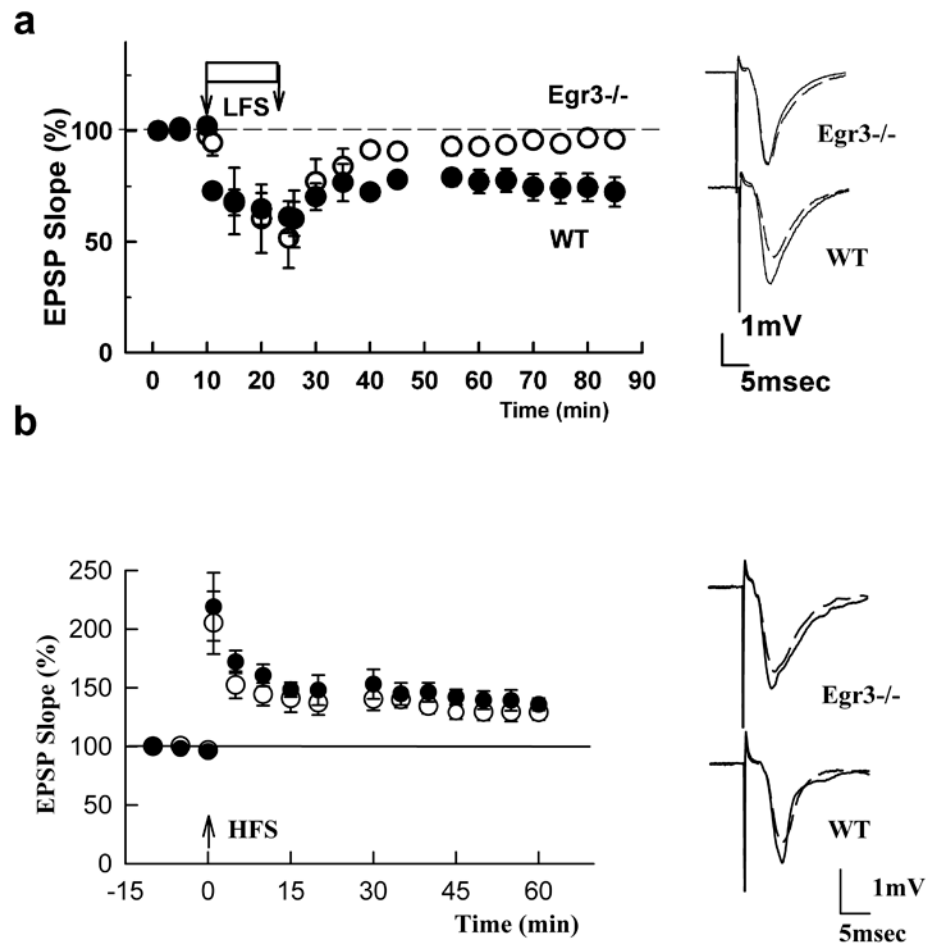 a
EPSP Slope (%)
100
50
0
LFS
Egr3-/-
WT
0 10 20 30 40 50 60 70 80 90
Time (min)
Egr3-/-
WT
1mV
5msec
b
EPSP Slope (%)
250
200
150
100
50
0
HFS
-15 0 15 30 45 60
Time (min)
Egr3-/-
WT
1mV
5msec